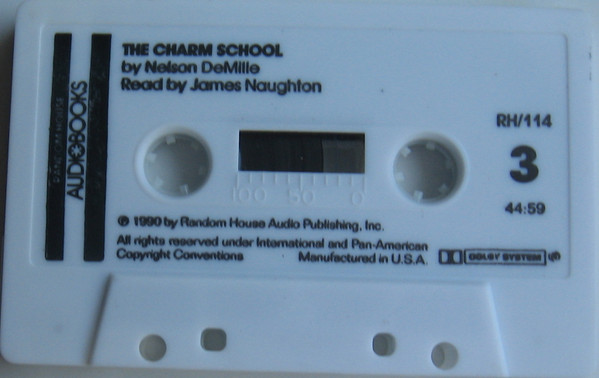 THE CHARM SCHOOL
by Nelson DeMille
Read by James Naughton
RANDOM HOUSE
AUDIOBOOKS
RH/114
3
44:59
100 50 0
℗ 1990 by Random House Audio Publishing, Inc.
All rights reserved under International and Pan-American
Copyright Conventions
Manufactured in U.S.A.
DOLBY SYSTEM